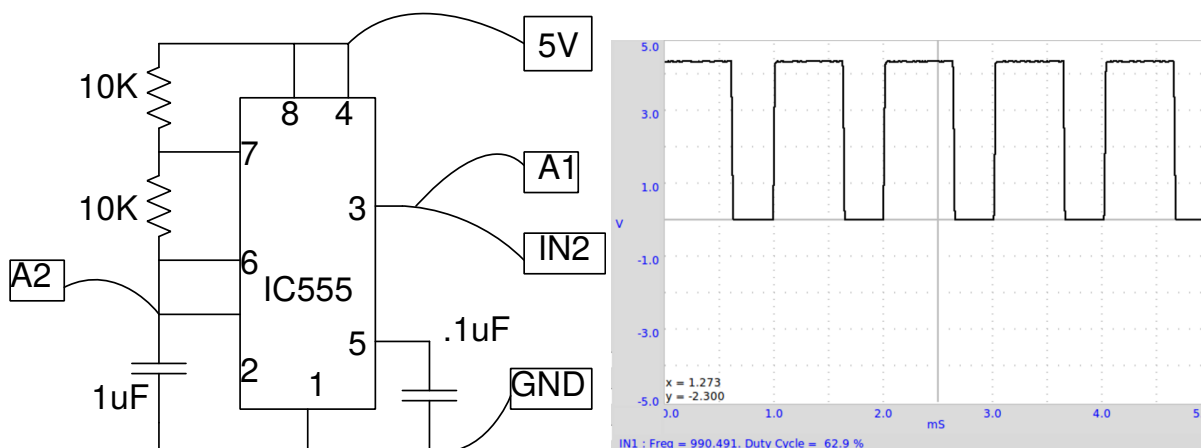 5V
10K
8 4
7
A1
10K
3
IN2
6
A2
IC555
5 .1uF
2
1
1uF
GND
5.0
3.0
1.0
V
-1.0
-3.0
x = 1.273
y = -2.300
-5.0
0.0 1.0 2.0 3.0 4.0 5
mS
IN1 : Freq = 990.491, Duty Cycle = 62.9 %